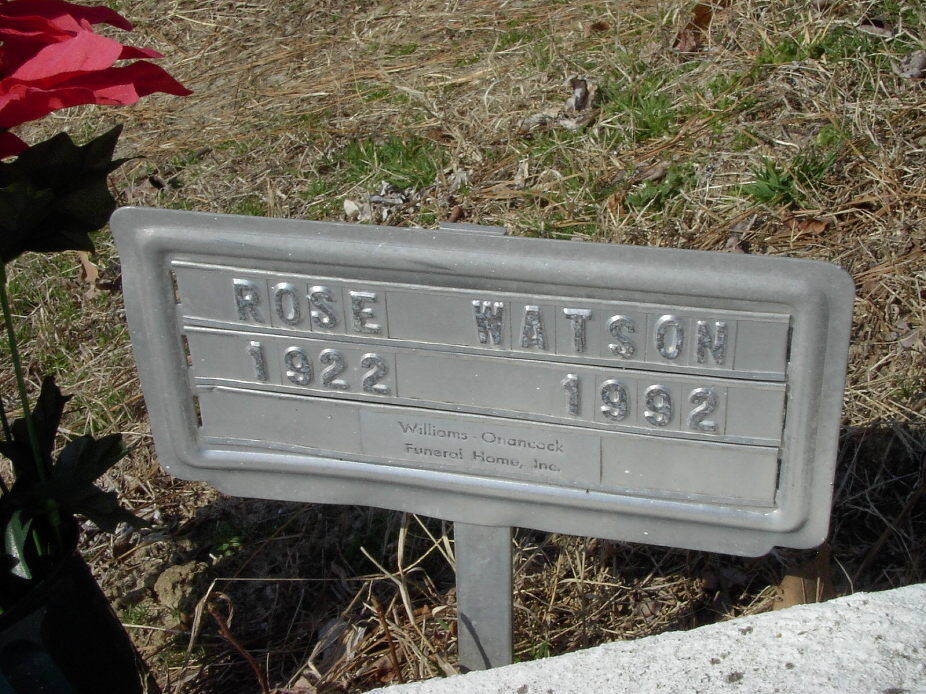 ROSE WATSON
1922 1992
Williams-Onancock
Funeral Home, Inc.